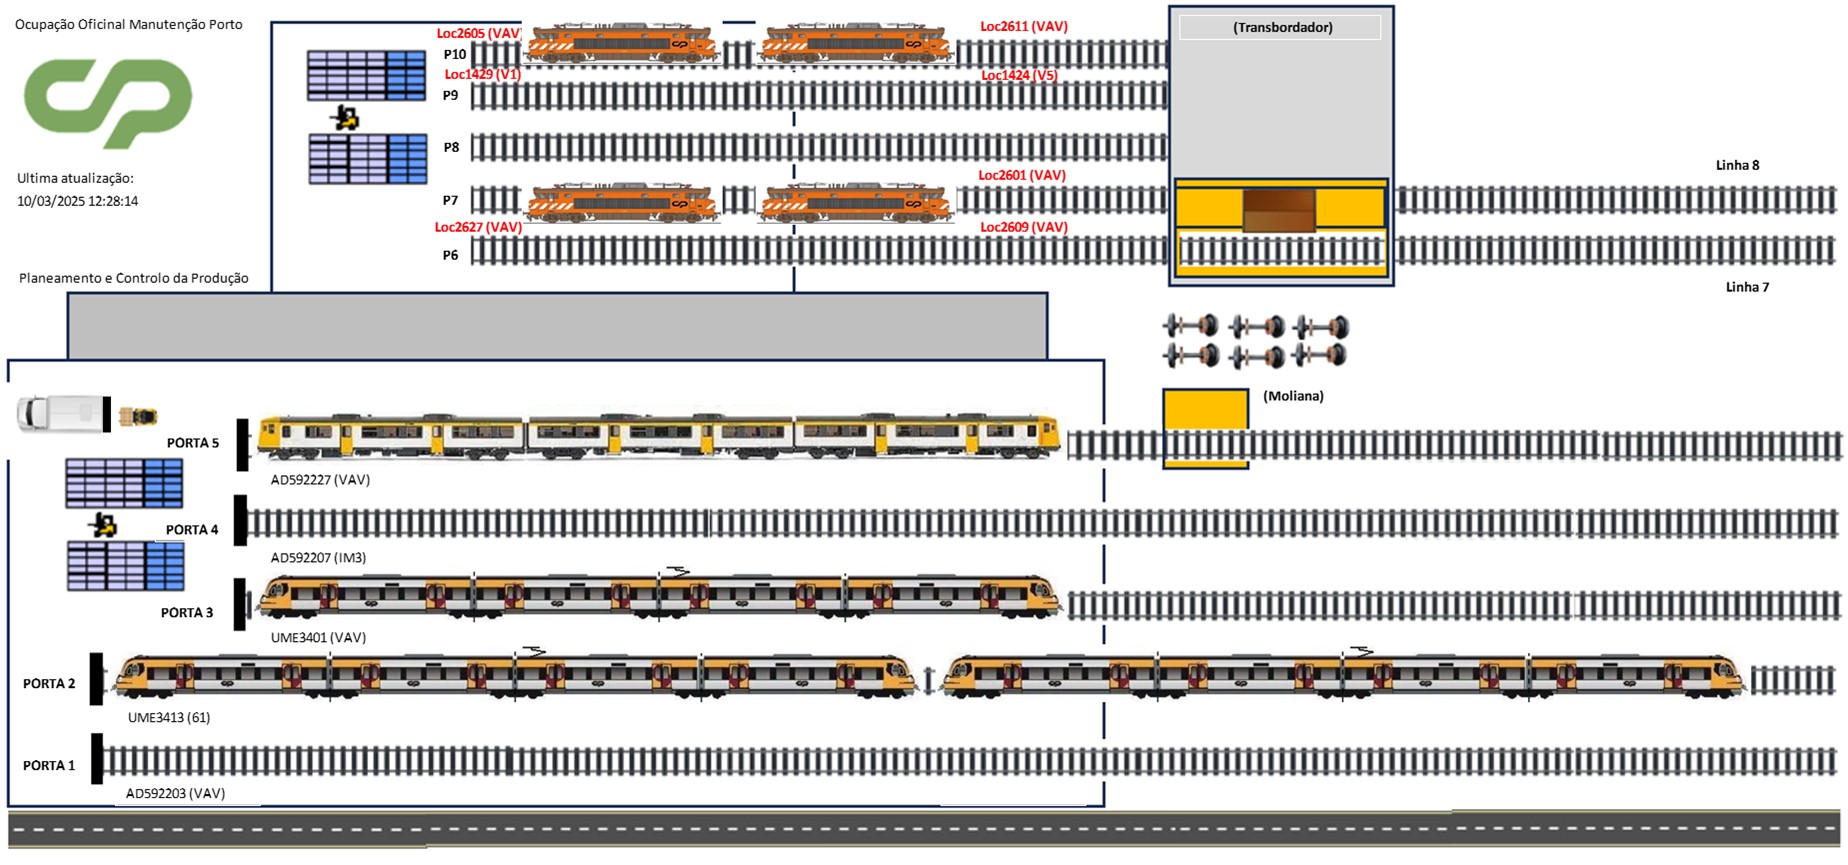 Ocupação Oficinal Manutenção Porto
Ultima atualização:
10/03/2025 12:28:14
Planeamento e Controlo da Produção
Loc2605 (VAV)
Loc2611 (VAV)
P10
Loc1429 (V1)
Loc1424 (V5)
P9
P8
Loc2601 (VAV)
P7
Loc2627 (VAV)
Loc2609 (VAV)
P6
(Transbordador)
Linha 8
Linha 7
(Moliana)
PORTA 5
AD592227 (VAV)
PORTA 4
AD592207 (IM3)
PORTA 3
UME3401 (VAV)
PORTA 2
UME3413 (61)
PORTA 1
AD592203 (VAV)